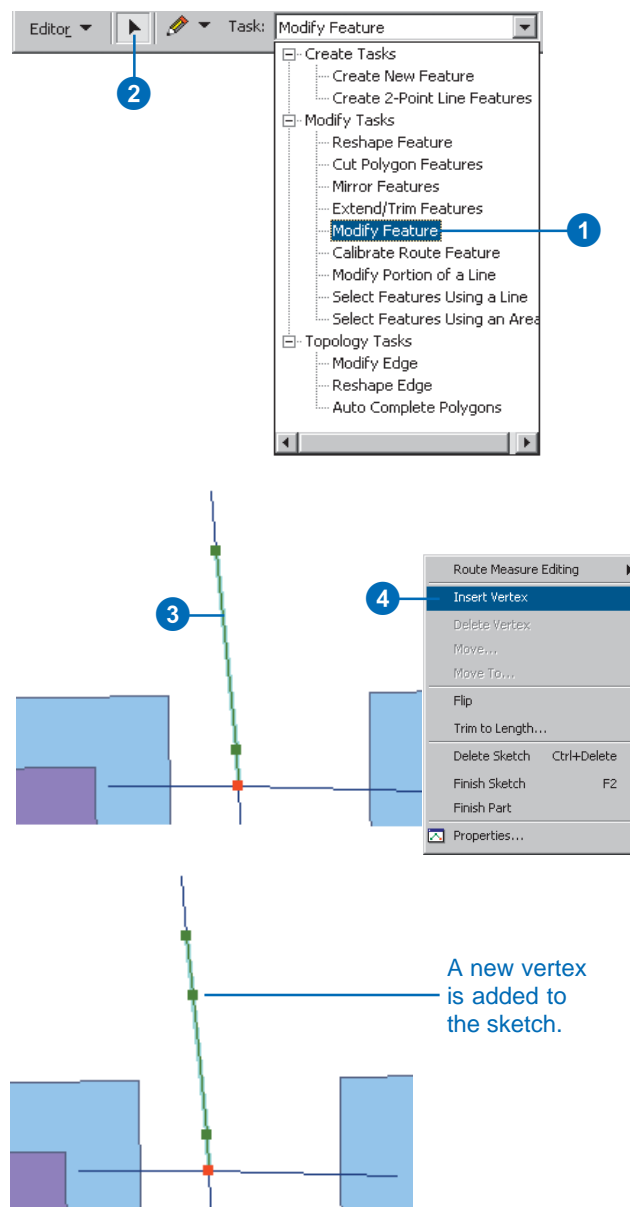 Editor Task: Modify Feature
2
Create Tasks
Create New Feature
Create 2-Point Line Features
Modify Tasks
Reshape Feature
Cut Polygon Features
Mirror Features
Extend/Trim Features
Modify Feature
1
Calibrate Route Feature
Modify Portion of a Line
Select Features Using a Line
Select Features Using an Area
Topology Tasks
Modify Edge
Reshape Edge
Auto Complete Polygons
3
4
Route Measure Editing
Insert Vertex
Delete Vertex
Move...
Move To...
Flip
Trim to Length...
Delete Sketch Ctrl+Delete
Finish Sketch F2
Finish Part
Properties...
A new vertex
is added to
the sketch.